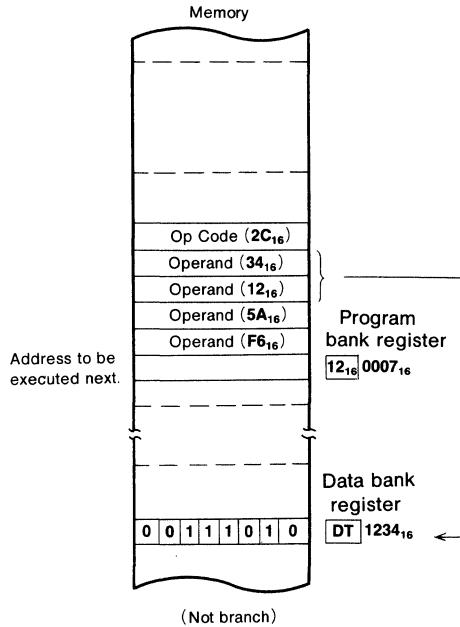 Memory
Op Code (2C₁₆)
Operand (34₁₆)
Operand (12₁₆)
Operand (5A₁₆)
Operand (F6₁₆)
Program
bank register
12₁₆ 0007₁₆
Address to be
executed next.
Data bank
register
DT 1234₁₆
0 0 1 1 1 0 1 0
(Not branch)